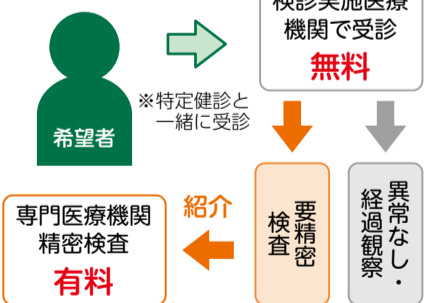 検診実施医療
機関で受診
無料
※特定健診と
一緒に受診
希望者
要精密
検査
異常なし・
経過観察
紹介
専門医療機関
精密検査
有料